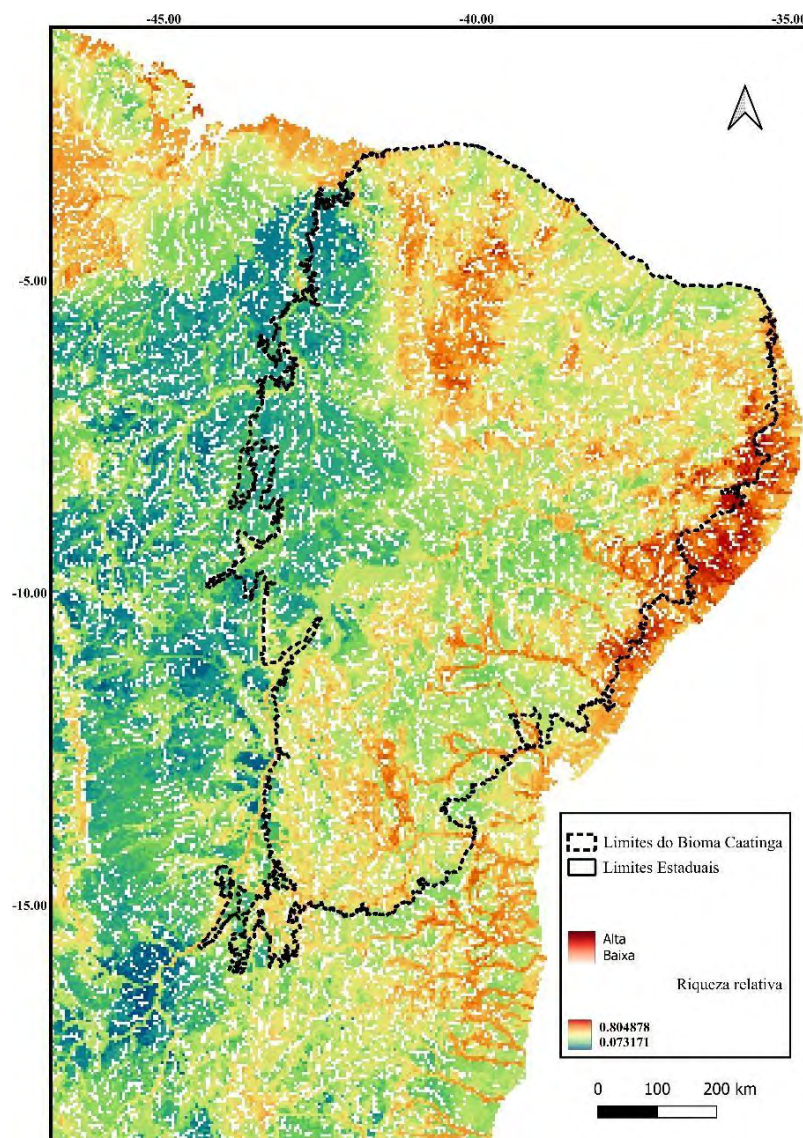 -45.00 -40.00 -35.00
-5.00
-10.00
-15.00
Limites do Bioma Caatinga
Limites Estaduais
Alta
Baixa
Riqueza relativa
0.804878
0.073171
0 100 200 km